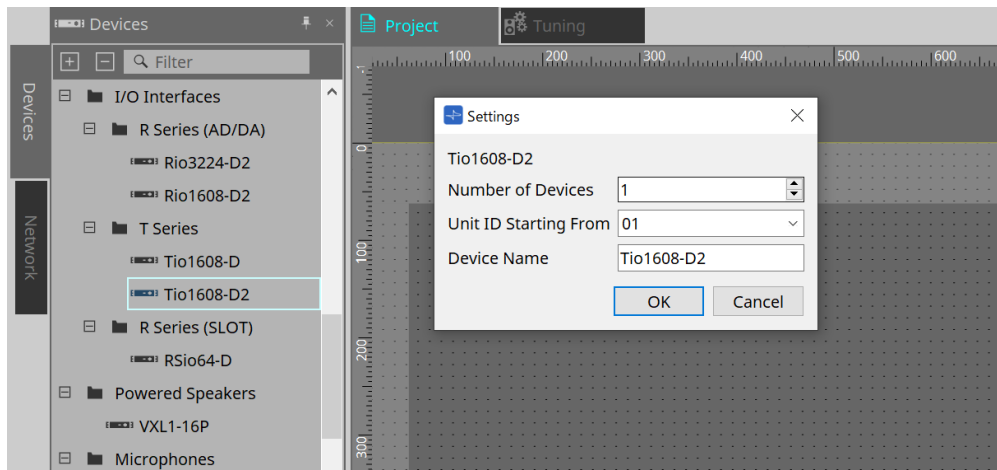 Devices
Filter
Devices
Network
I/O Interfaces
R Series (AD/DA)
Rio3224-D2
Rio1608-D2
T Series
Tio1608-D
Tio1608-D2
R Series (SLOT)
RSio64-D
Powered Speakers
VXL1-16P
Microphones
Project
Tuning
100
200
300
400
500
600
0
100
200
300
Settings
Tio1608-D2
Number of Devices 1
Unit ID Starting From 01
Device Name Tio1608-D2
OK Cancel